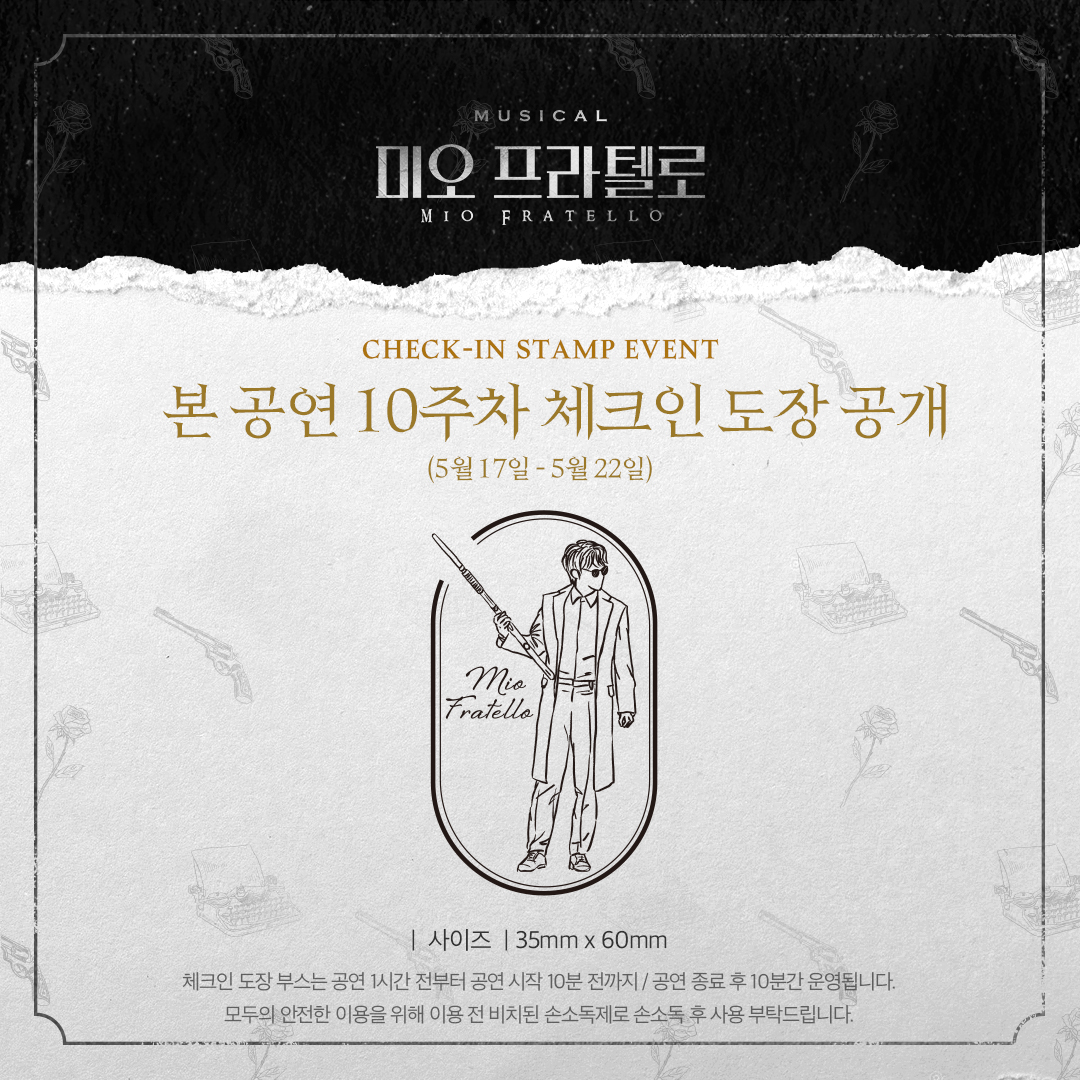 MUSICAL
미오 프라텔로
MIO FRATELLO
CHECK-IN STAMP EVENT
본 공연 10주차 체크인 도장 공개
(5월 17일 - 5월 22일)
Mio
Fratello
| 사이즈 | 35mm x 60mm
체크인 도장 부스는 공연 1시간 전부터 공연 시작 10분 전까지 / 공연 종료 후 10분간 운영됩니다.
모두의 안전한 이용을 위해 이용 전 비치된 손소독제로 손소독 후 사용 부탁드립니다.